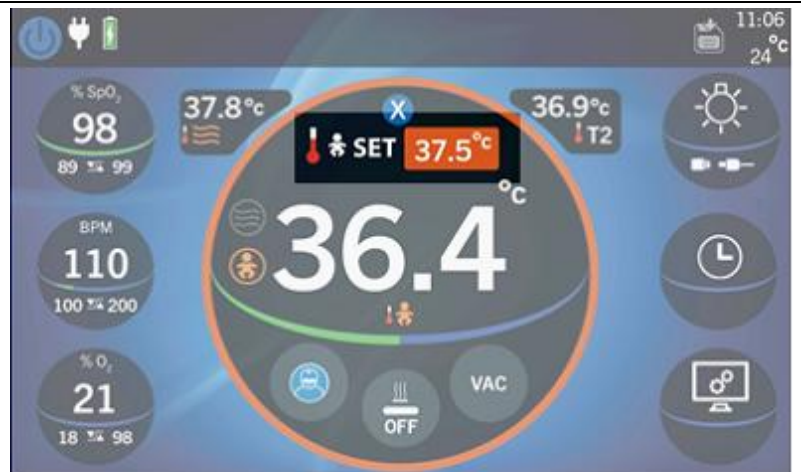 11:06
24 °C
% SpO₂
98
89 99
37.8°C
X
SET 37.5°C
36.9°C
T2
BPM
110
100 200
36.4 °C
% O₂
21
18 98
OFF
VAC